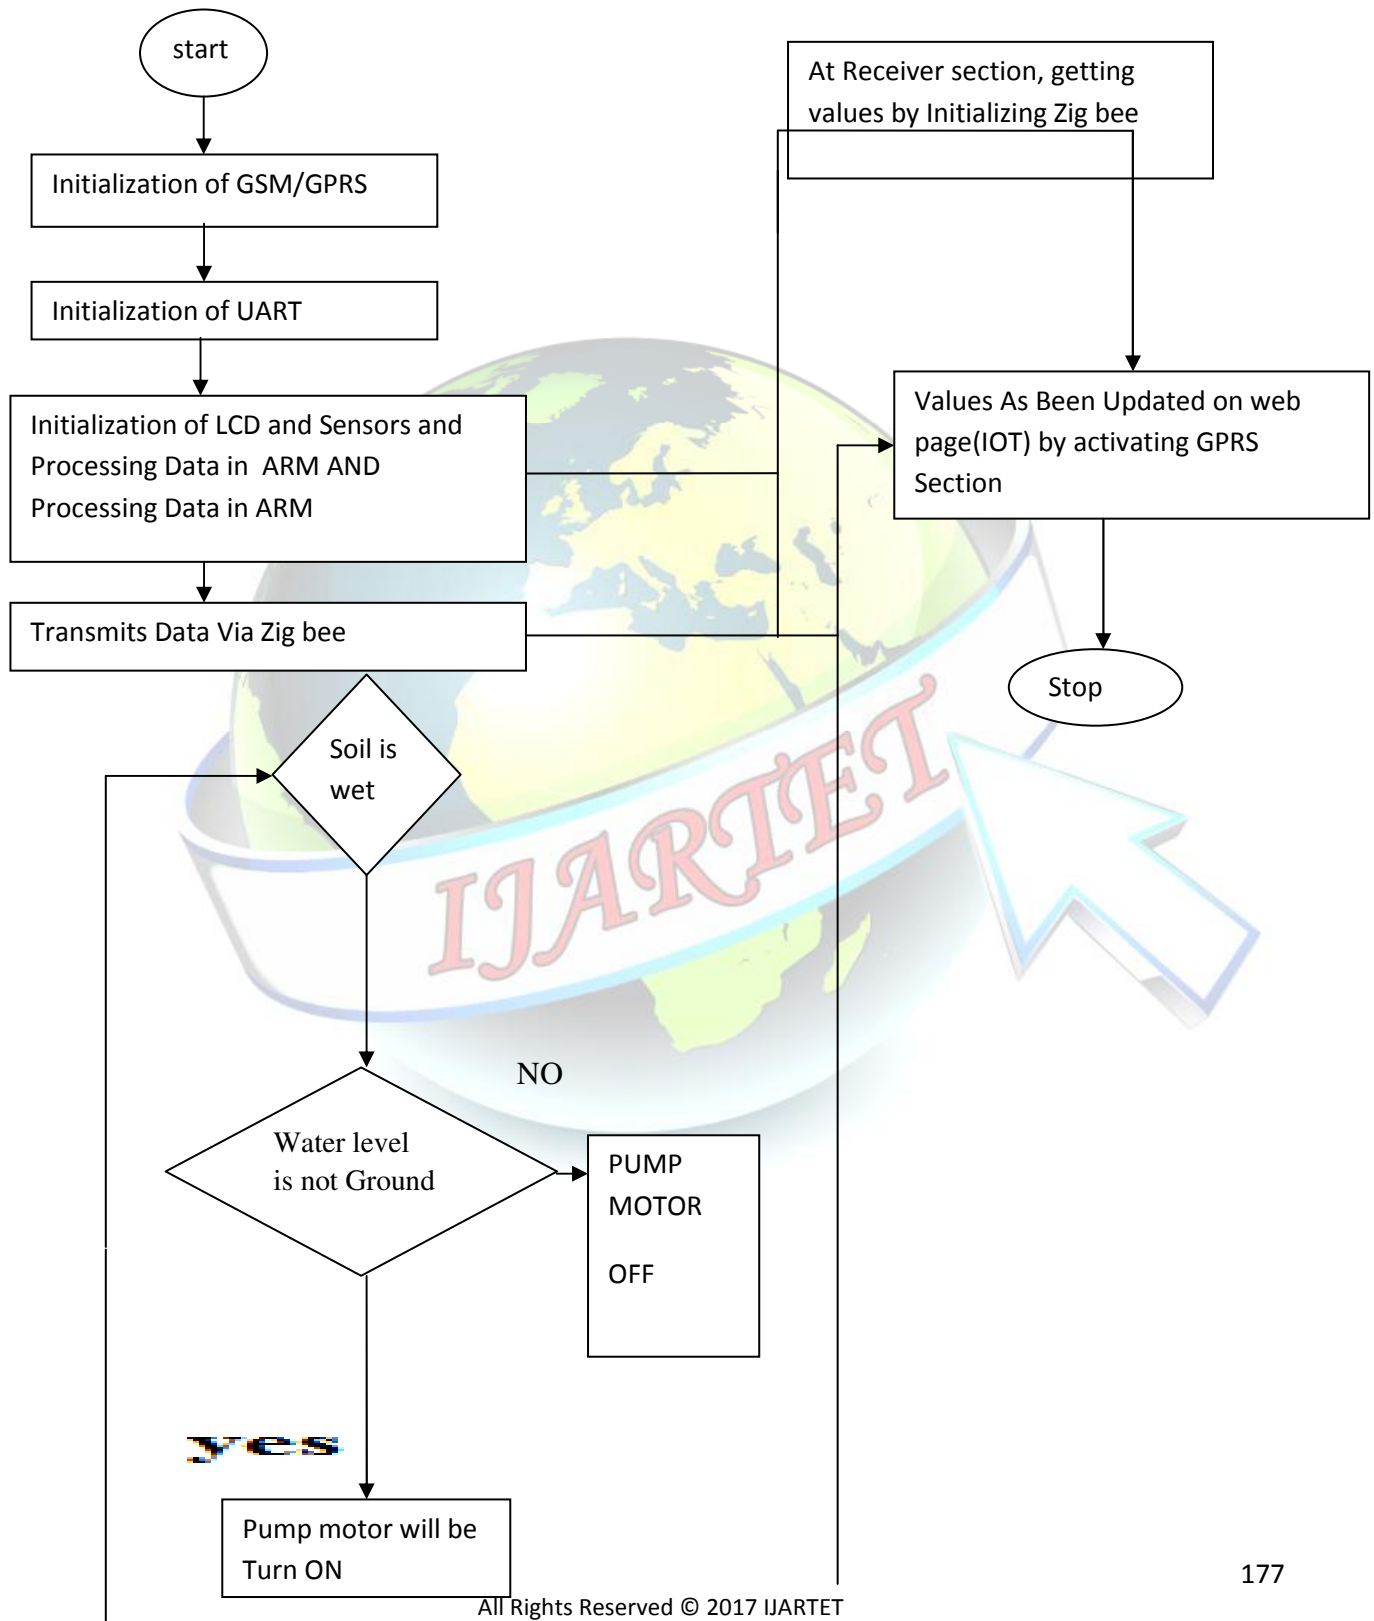 start
Initialization of GSM/GPRS
Initialization of UART
Initialization of LCD and Sensors and
Processing Data in ARM AND
Processing Data in ARM
Transmits Data Via Zig bee
Soil is
wet
Water level
is not Ground
NO
PUMP
MOTOR
OFF
yes
Pump motor will be
Turn ON
At Receiver section, getting
values by Initializing Zig bee
Values As Been Updated on web
page(IOT) by activating GPRS
Section
Stop
IJARTET
177
All Rights Reserved © 2017 IJARTET